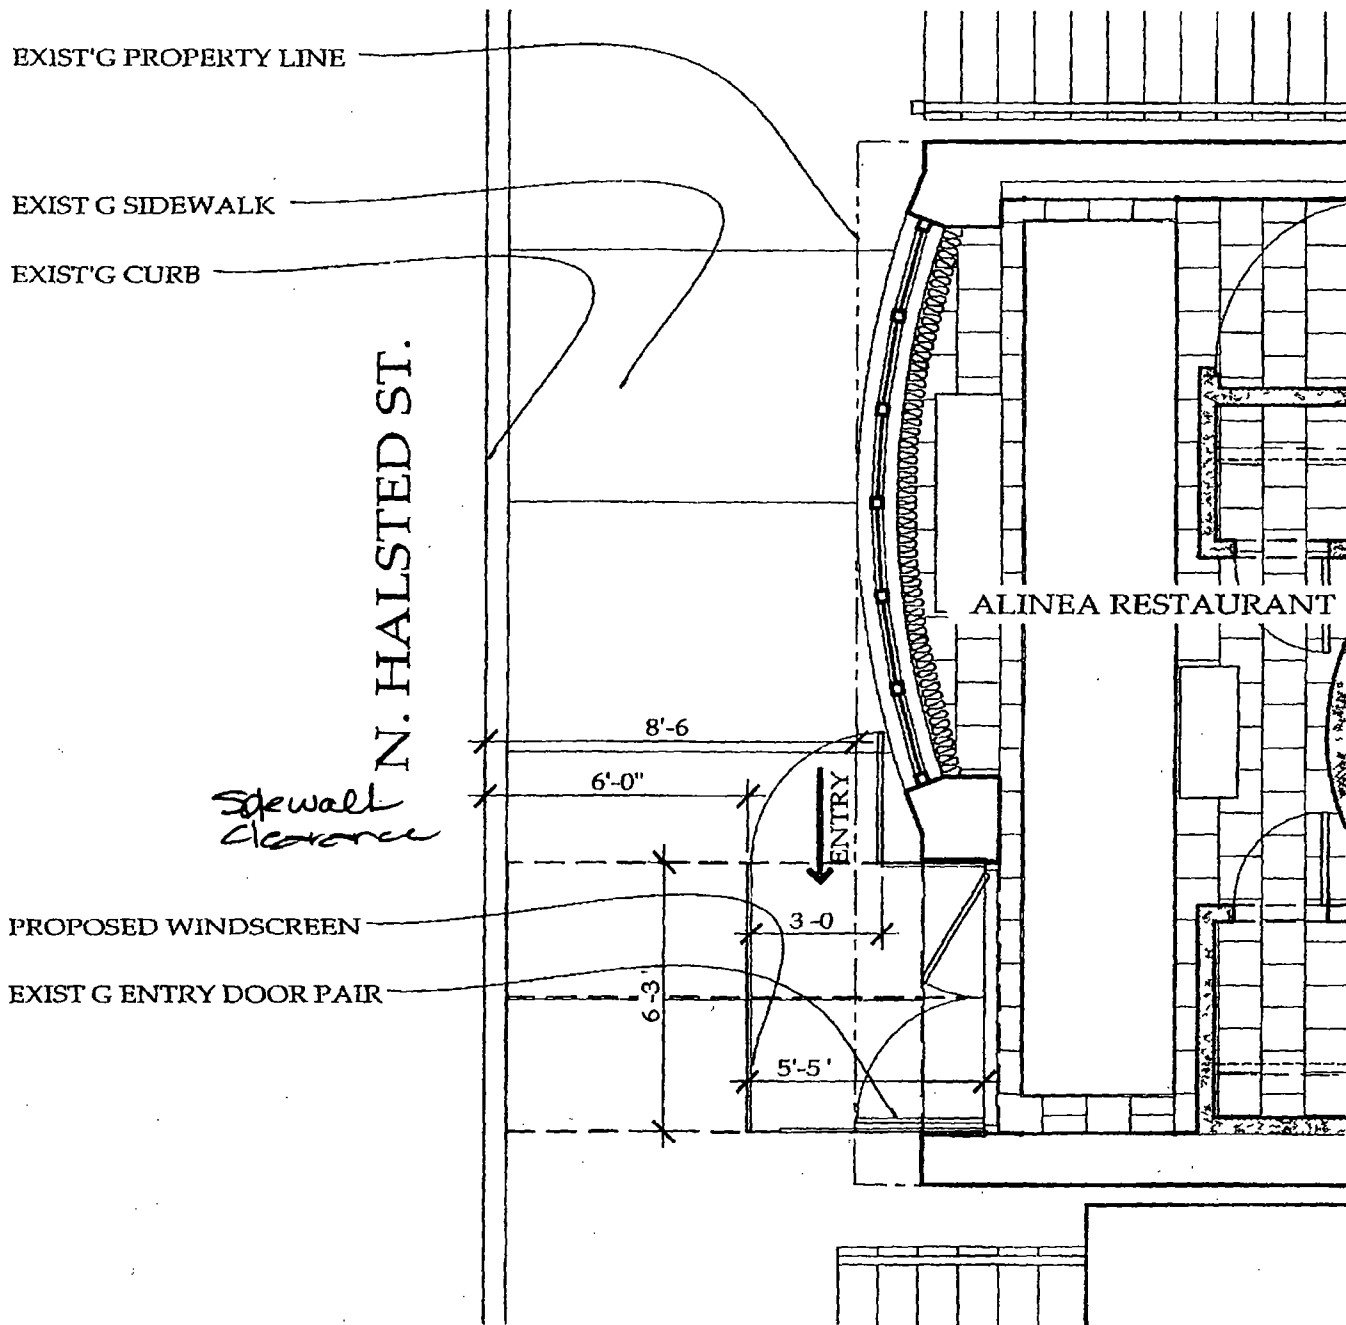 EXIST'G PROPERTY LINE
EXIST G SIDEWALK
EXIST'G CURB
N. HALSTED ST.
ALINEA RESTAURANT
8'-6
6'-0"
Sidewalk
Clearance
ENTRY
PROPOSED WINDSCREEN
3-0
EXIST G ENTRY DOOR PAIR
6-3'
5'-5'